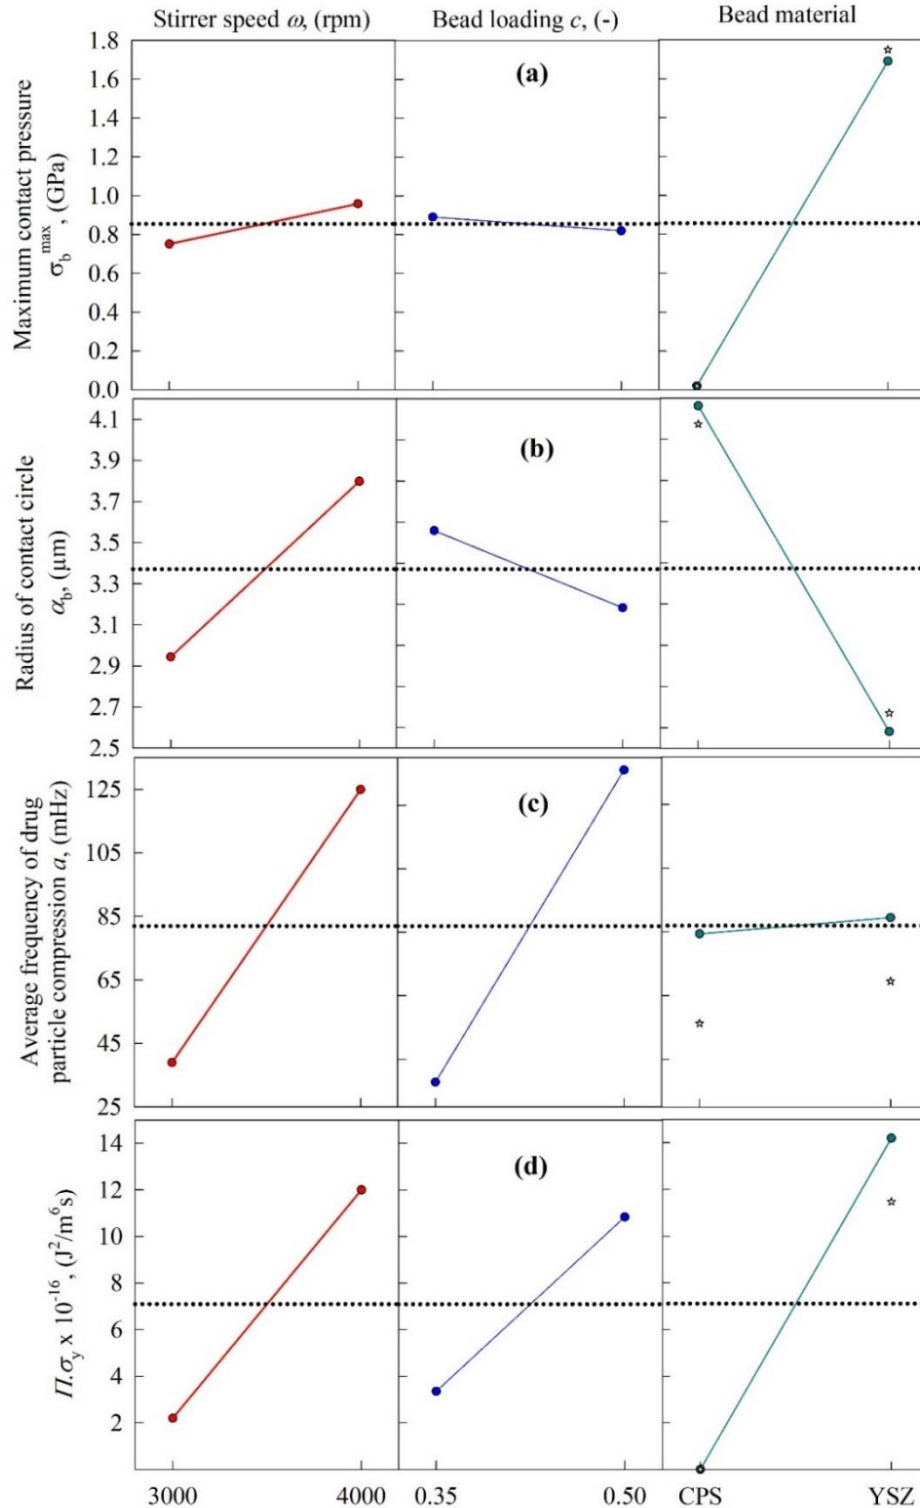 Stirrer speed ω, (rpm)
Bead loading c, (-)
Bead material
Maximum contact pressure
σb^max, (GPa)
1.8
1.6
1.4
1.2
1.0
0.8
0.6
0.4
0.2
0.0
(a)
Radius of contact circle
αb, (μm)
4.1
3.9
3.7
3.5
3.3
3.1
2.9
2.7
2.5
(b)
Average frequency of drug
particle compression a, (mHz)
125
105
85
65
45
25
(c)
Π.σy x 10^-16, (J^2/m^6s)
14
12
10
8
6
4
2
(d)
3000
4000
0.35
0.50
CPS
YSZ